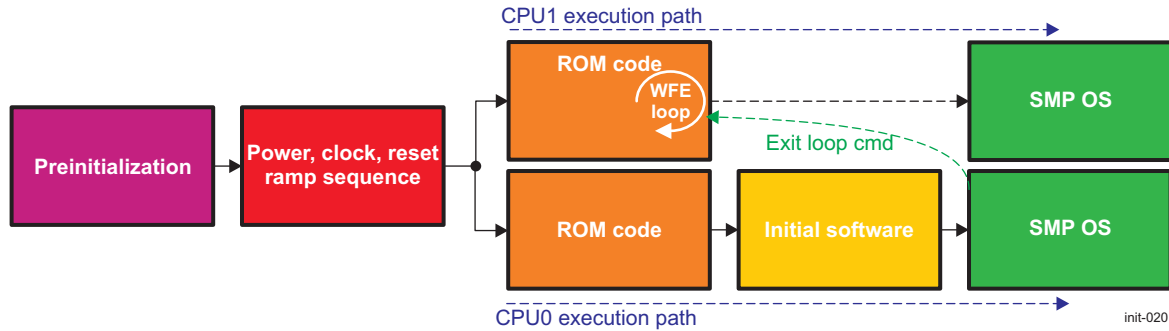 CPU1 execution path
Preinitialization
Power, clock, reset
ramp sequence
ROM code
WFE
loop
SMP OS
Exit loop cmd
ROM code
Initial software
SMP OS
CPU0 execution path
init-020